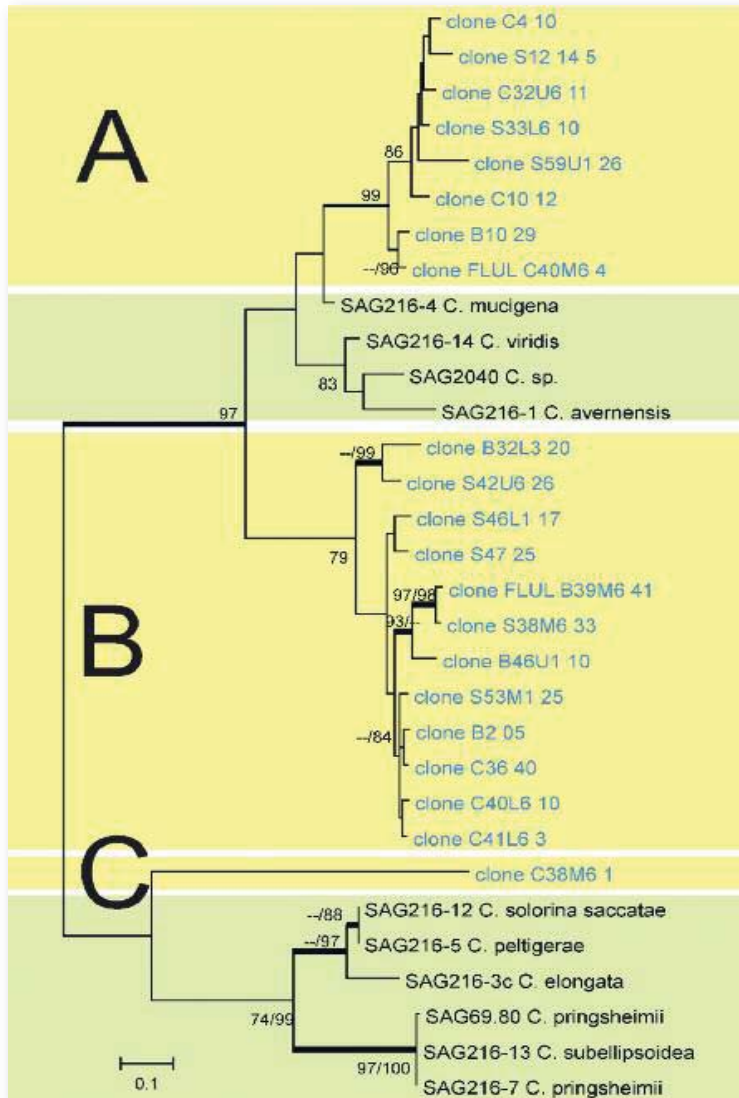 A
clone C4 10
clone S12 14 5
clone C32U6 11
clone S33L6 10
86
clone S59U1 26
99
clone C10 12
clone B10 29
--/96
clone FLUL C40M6 4
SAG216-4 C. mucigena
SAG216-14 C. viridis
83
SAG2040 C. sp.
97
SAG216-1 C. avernensis
B
--/99
clone B32L3 20
clone S42U6 26
clone S46L1 17
79
clone S47 25
97/98
clone FLUL B39M6 41
93/--
clone S38M6 33
clone B46U1 10
clone S53M1 25
--/84
clone B2 05
clone C36 40
clone C40L6 10
clone C41L6 3
C
clone C38M6 1
--/88
SAG216-12 C. solorina saccatae
--/97
SAG216-5 C. peltigerae
SAG216-3c C. elongata
74/99
SAG69.80 C. pringsheimii
SAG216-13 C. subellipsoidea
97/100
SAG216-7 C. pringsheimii
0.1